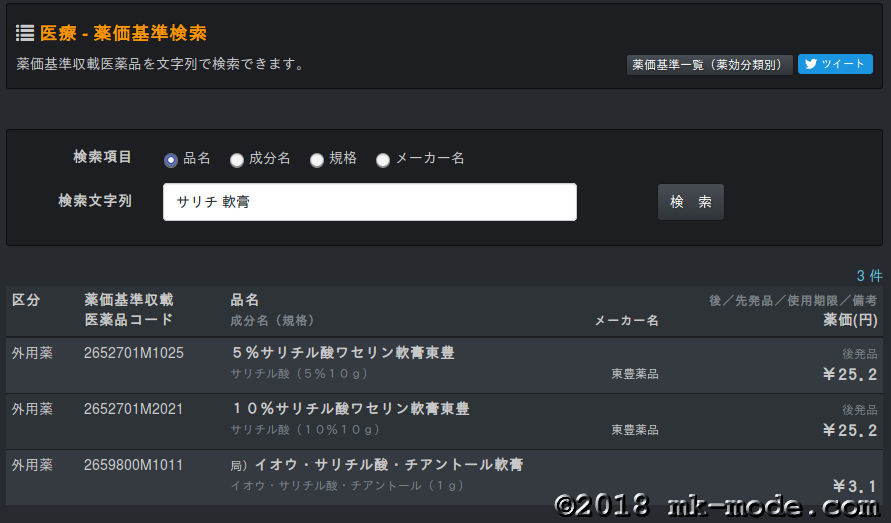 医療 - 薬価基準検索
薬価基準収載医薬品を文字列で検索できます。
薬価基準一覧（薬効分類別） ツイート
検索項目 品名 成分名 規格 メーカー名
検索文字列 サリチ 軟膏 検　索
3 件
区分 薬価基準収載 品名 後／先発品／使用期限／備考
医薬品コード 成分名（規格） メーカー名 薬価(円)
外用薬 2652701M1025 ５％サリチル酸ワセリン軟膏東豊 後発品
サリチル酸（５％１０ｇ） 東豊薬品 ￥25.2
外用薬 2652701M2021 １０％サリチル酸ワセリン軟膏東豊 後発品
サリチル酸（１０％１０ｇ） 東豊薬品 ￥25.2
外用薬 2659800M1011 局）イオウ・サリチル酸・チアントール軟膏
イオウ・サリチル酸・チアントール（１ｇ） ￥3.1
©2018 mk-mode.com